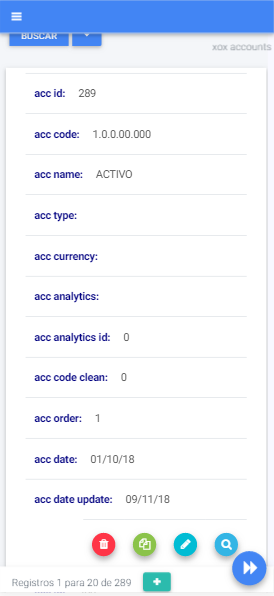 BUSCAR
xox accounts
acc id: 289
acc code: 1.0.0.00.000
acc name: ACTIVO
acc type:
acc currency:
acc analytics:
acc analytics id: 0
acc code clean: 0
acc order: 1
acc date: 01/10/18
acc date update: 09/11/18
Registros 1 para 20 de 289